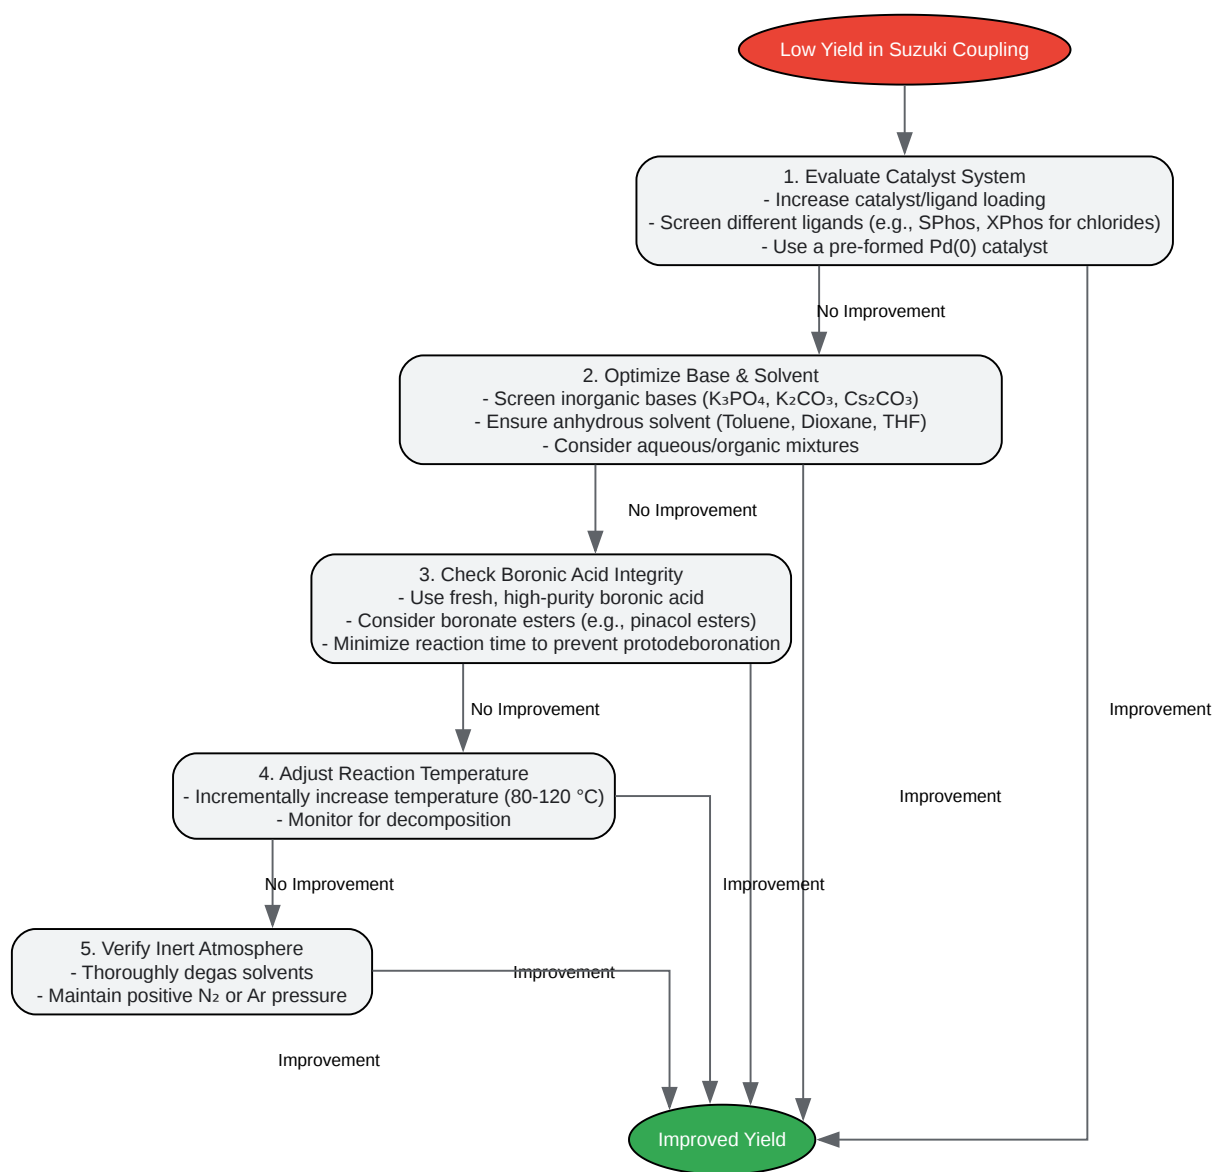 Low Yield in Suzuki Coupling
1. Evaluate Catalyst System
- Increase catalyst/ligand loading
- Screen different ligands (e.g., SPhos, XPhos for chlorides)
- Use a pre-formed Pd(0) catalyst
No Improvement
2. Optimize Base & Solvent
- Screen inorganic bases (K₃PO₄, K₂CO₃, Cs₂CO₃)
- Ensure anhydrous solvent (Toluene, Dioxane, THF)
- Consider aqueous/organic mixtures
No Improvement
3. Check Boronic Acid Integrity
- Use fresh, high-purity boronic acid
- Consider boronate esters (e.g., pinacol esters)
- Minimize reaction time to prevent protodeboronation
No Improvement
Improvement
4. Adjust Reaction Temperature
- Incrementally increase temperature (80-120 °C)
- Monitor for decomposition
Improvement
No Improvement
Improvement
5. Verify Inert Atmosphere
- Thoroughly degas solvents
- Maintain positive N₂ or Ar pressure
Improvement
Improvement
Improved Yield